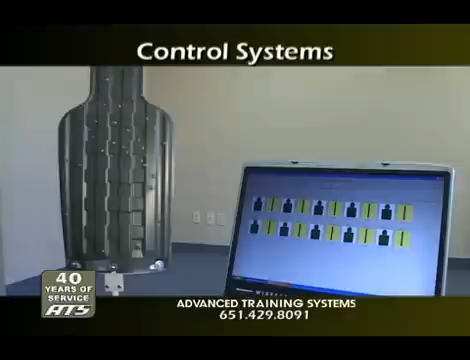 Control Systems
40
YEARS OF
SERVICE
ATS
ADVANCED TRAINING SYSTEMS
651.429.8091